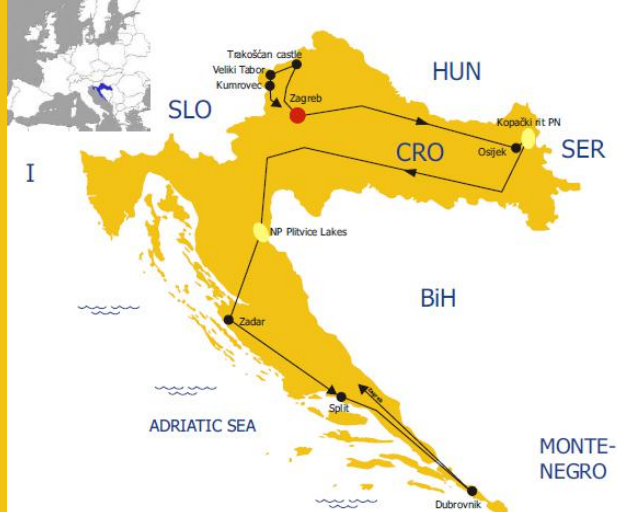 Trakošćan castle
Veliki Tabor
Kumrovec
HUN
SLO
Zagreb
Kopački rit PN
CRO
Osijek
SER
I
NP Plitvice Lakes
BiH
Zadar
Zagreb
Split
ADRIATIC SEA
MONTE-
NEGRO
Dubrovnik